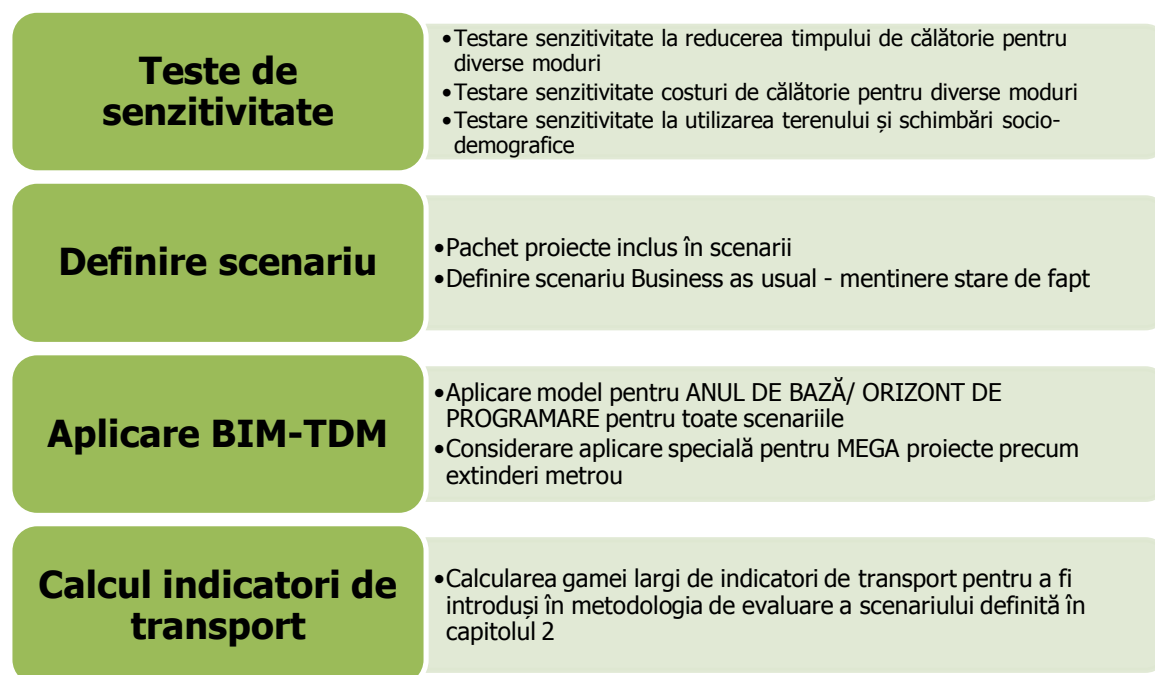 Teste de
senzitivitate
•Testare senzitivitate la reducerea timpului de călătorie pentru
diverse moduri
•Testare senzitivitate costuri de călătorie pentru diverse moduri
•Testare senzitivitate la utilizarea terenului și schimbări socio-
demografice
Definire scenariu
•Pachet proiecte inclus în scenarii
•Definire scenariu Business as usual - mentinere stare de fapt
Aplicare BIM-TDM
•Aplicare model pentru ANUL DE BAZĂ/ ORIZONT DE
PROGRAMARE pentru toate scenariile
•Considerare aplicare specială pentru MEGA proiecte precum
extinderi metrou
Calcul indicatori de
transport
•Calcularea gamei largi de indicatori de transport pentru a fi
introduși în metodologia de evaluare a scenariului definită în
capitolul 2